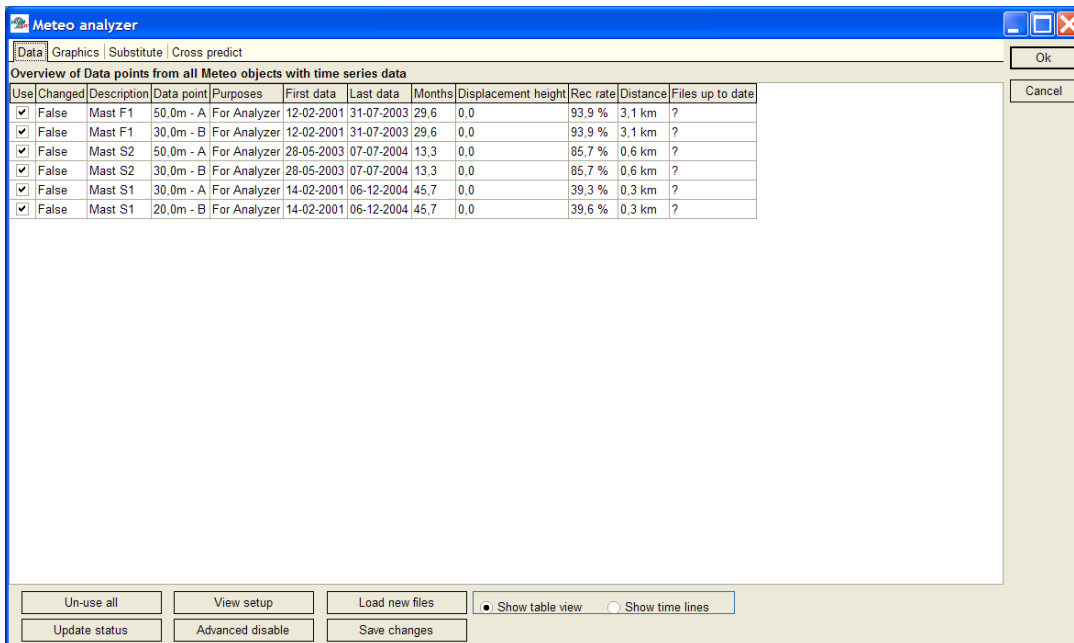 Meteo analyzer
Data Graphics Substitute Cross predict
Ok
Overview of Data points from all Meteo objects with time series data
Cancel
Use Changed Description Data point Purposes First data Last data Months Displacement height Rec rate Distance Files up to date
False Mast F1 50,0m - A For Analyzer 12-02-2001 31-07-2003 29,6 0,0 93,9 % 3,1 km ?
False Mast F1 30,0m - B For Analyzer 12-02-2001 31-07-2003 29,6 0,0 93,9 % 3,1 km ?
False Mast S2 50,0m - A For Analyzer 28-05-2003 07-07-2004 13,3 0,0 85,7 % 0,6 km ?
False Mast S2 30,0m - B For Analyzer 28-05-2003 07-07-2004 13,3 0,0 85,7 % 0,6 km ?
False Mast S1 30,0m - A For Analyzer 14-02-2001 06-12-2004 45,7 0,0 39,3 % 0,3 km ?
False Mast S1 20,0m - B For Analyzer 14-02-2001 06-12-2004 45,7 0,0 39,6 % 0,3 km ?
Un-use all View setup Load new files Show table view Show time lines
Update status Advanced disable Save changes